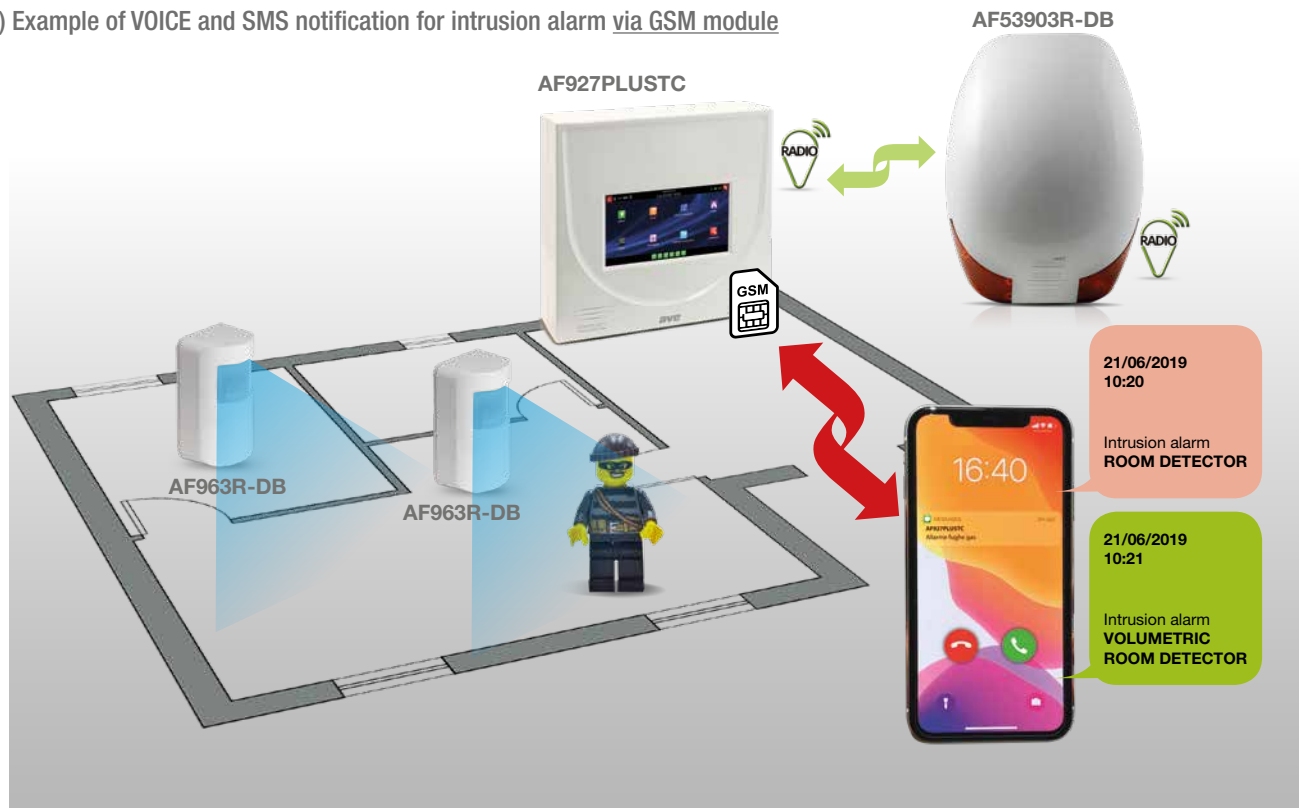 ) Example of VOICE and SMS notification for intrusion alarm via GSM module
AF53903R-DB
AF927PLUSTC
RADIO
RADIO
GSM
ave
AF963R-DB
AF963R-DB
21/06/2019
10:20
Intrusion alarm
ROOM DETECTOR
16:40
MESSAGES
AF927PLUSTC
Allarme fughe gas
21/06/2019
10:21
Intrusion alarm
VOLUMETRIC
ROOM DETECTOR